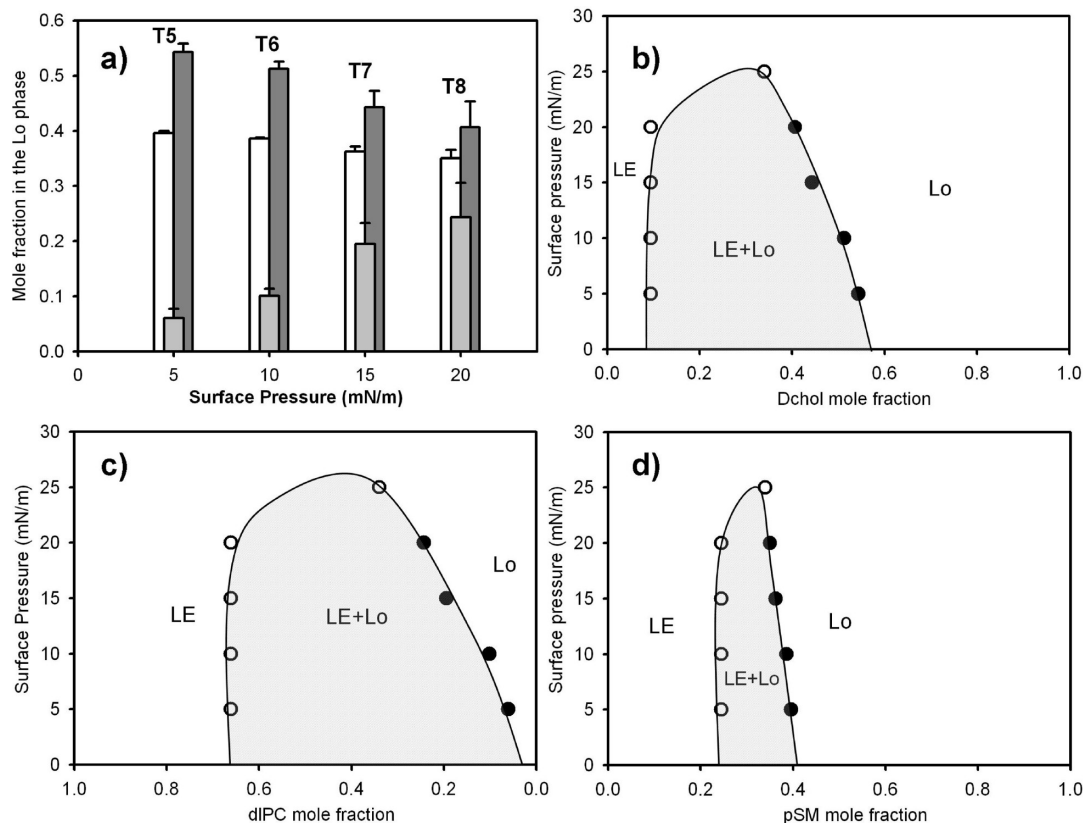 a)
T5
T6
T7
T8
Mole fraction in the Lo phase
0.6
0.5
0.4
0.3
0.2
0.1
0.0
5 10 15 20
Surface Pressure (mN/m)
b)
Surface pressure (mN/m)
30
25
20
15
10
5
0
LE
LE+Lo
Lo
0.0 0.2 0.4 0.6 0.8 1.0
Dchol mole fraction
c)
Surface Pressure (mN/m)
30
25
20
15
10
5
0
LE
LE+Lo
Lo
1.0 0.8 0.6 0.4 0.2 0.0
dlPC mole fraction
d)
Surface pressure (mN/m)
30
25
20
15
10
5
0
LE
LE+Lo
Lo
0.0 0.2 0.4 0.6 0.8 1.0
pSM mole fraction